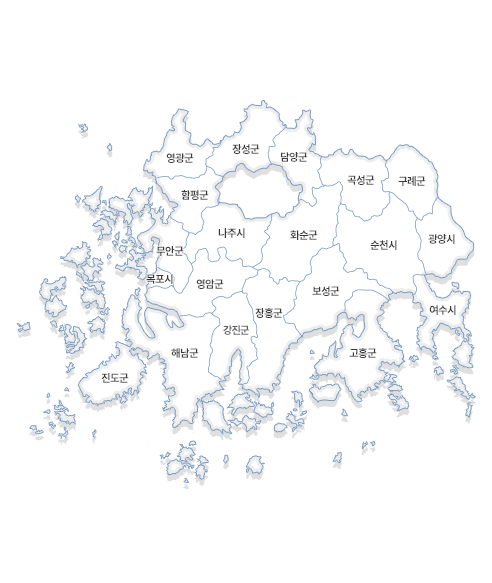 장성군
영광군
담양군
곡성군
구례군
함평군
나주시
화순군
순천시
광양시
무안군
목포시
영암군
보성군
장흥군
여수시
강진군
해남군
고흥군
진도군